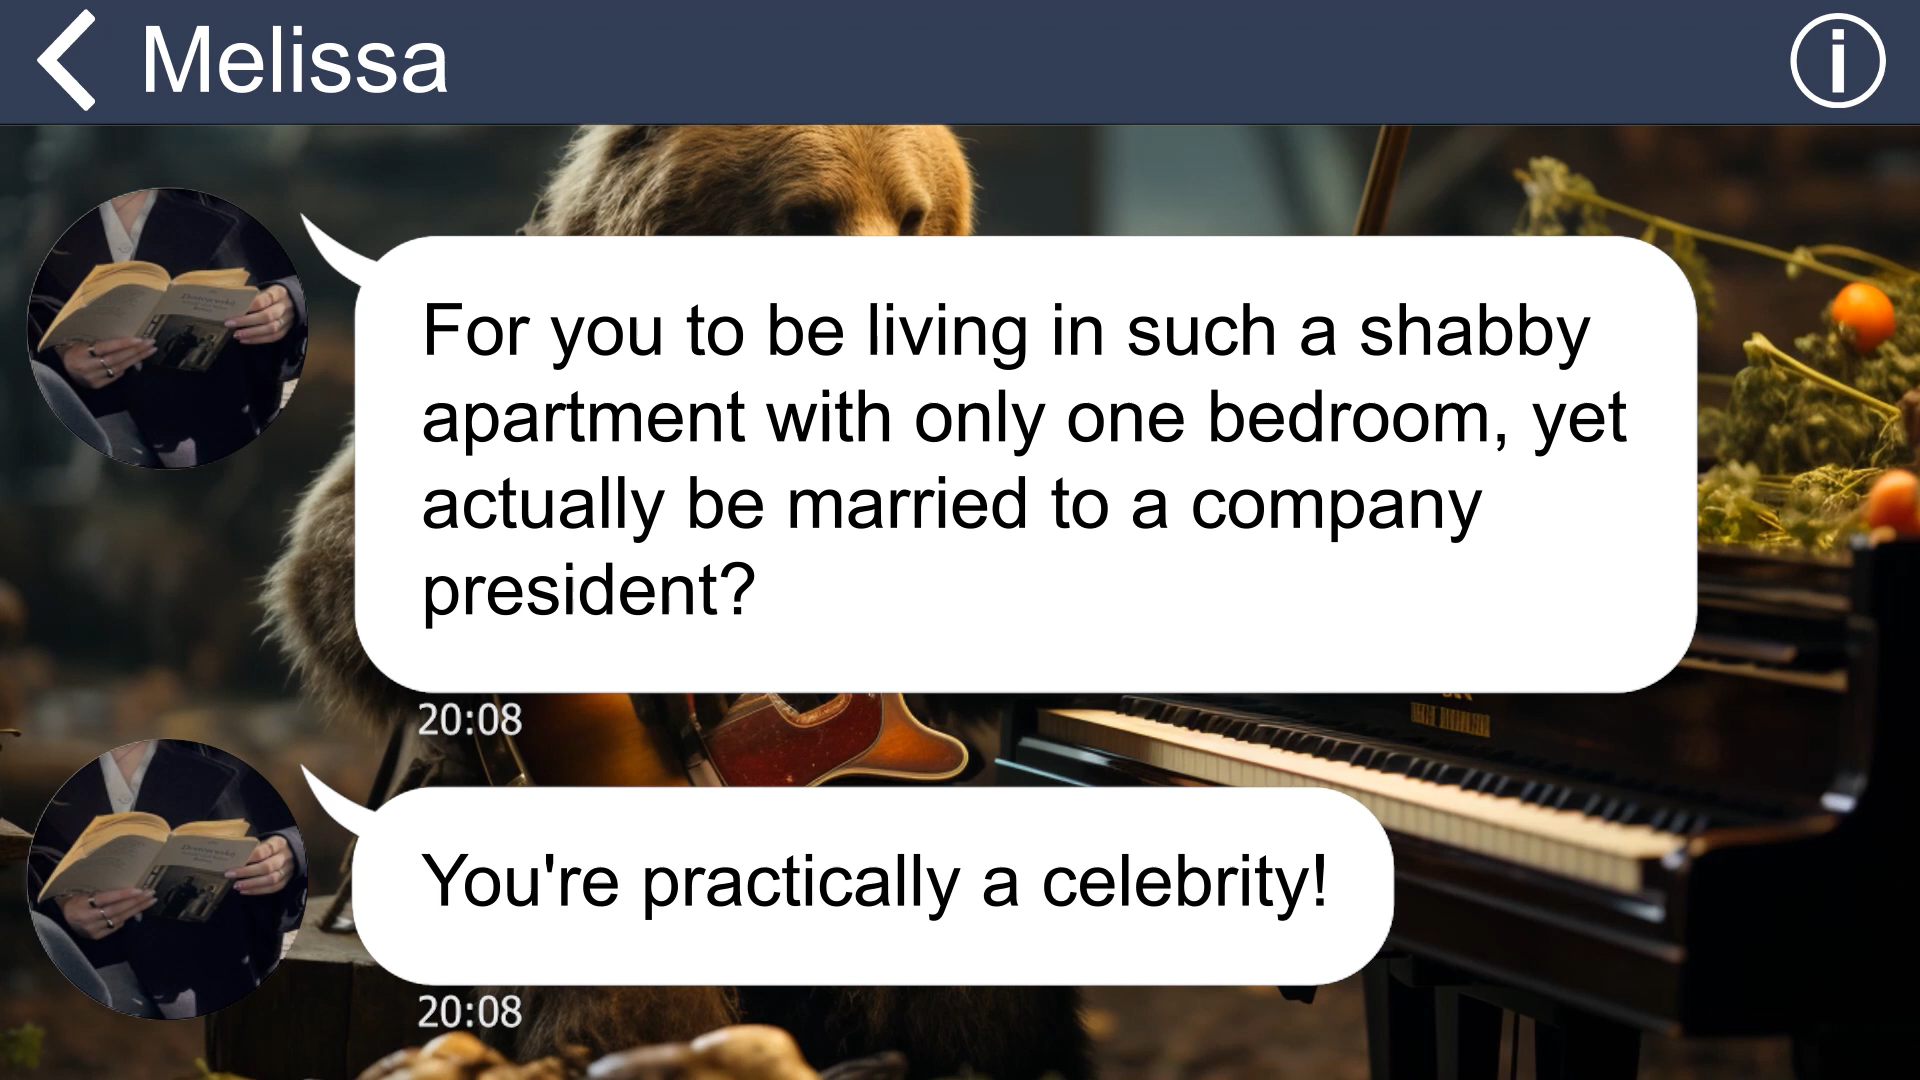 Melissa
For you to be living in such a shabby
apartment with only one bedroom, yet
actually be married to a company
president?
20:08
You're practically a celebrity!
20:08